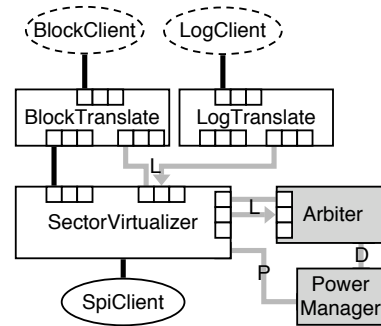 BlockClient
LogClient
BlockTranslate
LogTranslate
L
SectorVirtualizer
L
Arbiter
D
P
Power
Manager
SpiClient